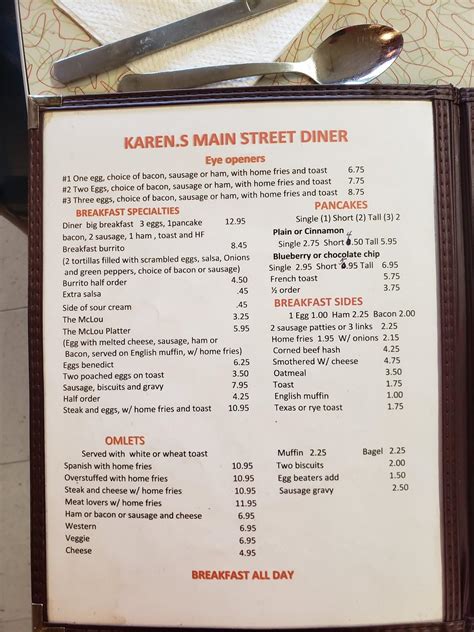 KAREN.S MAIN STREET DINER
Eye openers
#1 One egg, choice of bacon, sausage or ham, with home fries and toast 6.75
#2 Two Eggs, choice of bacon, sausage or ham, with home fries and toast 7.75
#3 Three eggs, choice of bacon, sausage or ham, with home fries and toast 8.75
BREAKFAST SPECIALTIES
Diner big breakfast 3 eggs, 1pancake 12.95
bacon, 2 sausage, 1 ham , toast and HF
Breakfast burrito 8.45
(2 tortillas filled with scrambled eggs, salsa, Onions
and green peppers, choice of bacon or sausage)
Burrito half order 4.50
Extra salsa .45
Side of sour cream .45
The McLou 3.25
The McLou Platter 5.95
(Egg with melted cheese, sausage, ham or
Bacon, served on English muffin, w/ home fries)
Eggs benedict 6.25
Two poached eggs on toast 3.50
Sausage, biscuits and gravy 7.95
Half order 4.25
Steak and eggs, w/ home fries and toast 10.95
PANCAKES
Single (1) Short (2) Tall (3) 2
Plain or Cinnamon
Single 2.75 Short 4.50 Tall 5.95
Blueberry or chocolate chip
Single 2.95 Short .95 Tall 6.95
French toast 5.75
½ order 3.75
BREAKFAST SIDES
1 Egg 1.00 Ham 2.25 Bacon 2.00
2 sausage patties or 3 links 2.25
Home fries 1.95 W/ onions 2.15
Corned beef hash 4.25
Smothered W/ cheese 4.75
Oatmeal 3.50
Toast 1.75
English muffin 1.00
Texas or rye toast 1.75
OMLETS
Served with white or wheat toast
Spanish with home fries 10.95
Overstuffed with home fries 10.95
Steak and cheese w/ home fries 10.95
Meat lovers w/ home fries 11.95
Ham or bacon or sausage and cheese 6.95
Western 6.95
Veggie 6.95
Cheese 4.95
Muffin 2.25 Bagel 2.25
Two biscuits 2.00
Egg beaters add 1.50
Sausage gravy 2.50
BREAKFAST ALL DAY